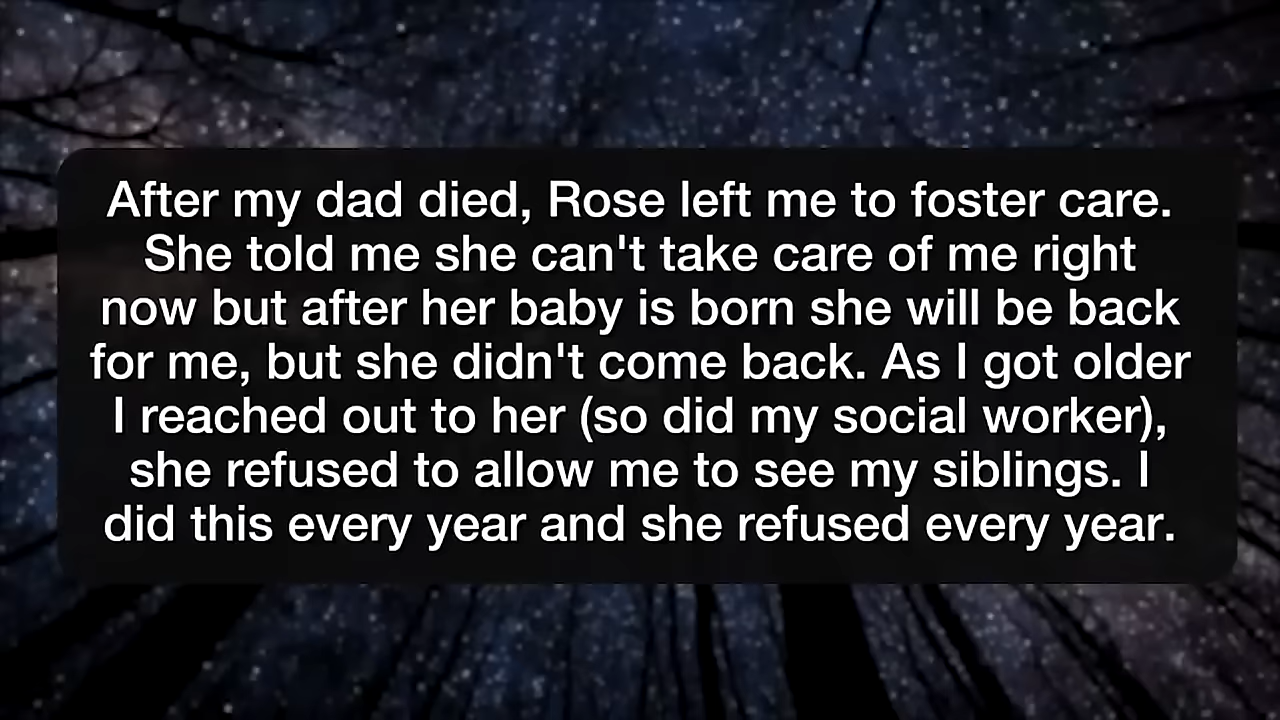 After my dad died, Rose left me to foster care.
She told me she can't take care of me right
now but after her baby is born she will be back
for me, but she didn't come back. As I got older
I reached out to her (so did my social worker),
she refused to allow me to see my siblings. I
did this every year and she refused every year.